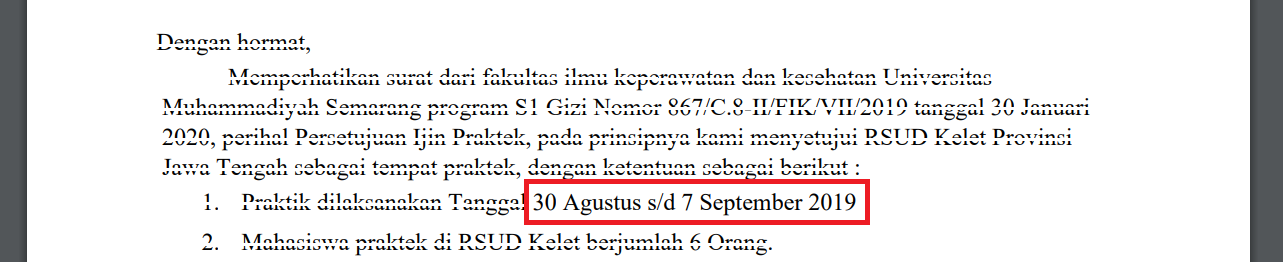 Dengan hormat,
Memperhatikan surat dari fakultas ilmu keperawatan dan kesehatan Universitas
Muhammadiyah Semarang program S1 Gizi Nomor 867/C.8-II/FIK/VII/2019 tanggal 30 Januari
2020, perihal Persetujuan Ijin Praktek, pada prinsipnya kami menyetujui RSUD Kelet Provinsi
Jawa Tengah sebagai tempat praktek, dengan ketentuan sebagai berikut :
1. Praktik dilaksanakan Tanggal 30 Agustus s/d 7 September 2019
2. Mahasiswa praktek di RSUD Kelet berjumlah 6 Orang.